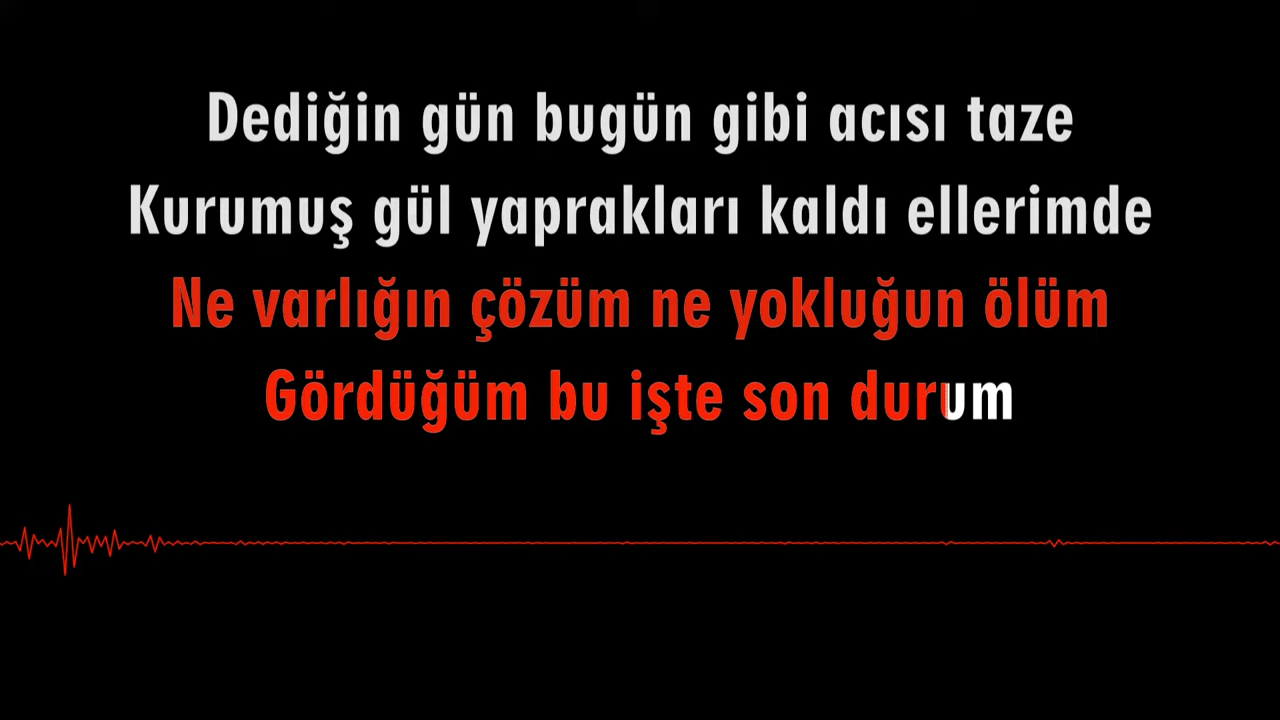 Dediğin gün bugün gibi acısı taze
Kurumuş gül yaprakları kaldı ellerimde
Ne varlığın çözüm ne yokluğun ölüm
Gördüğüm bu işte son durum